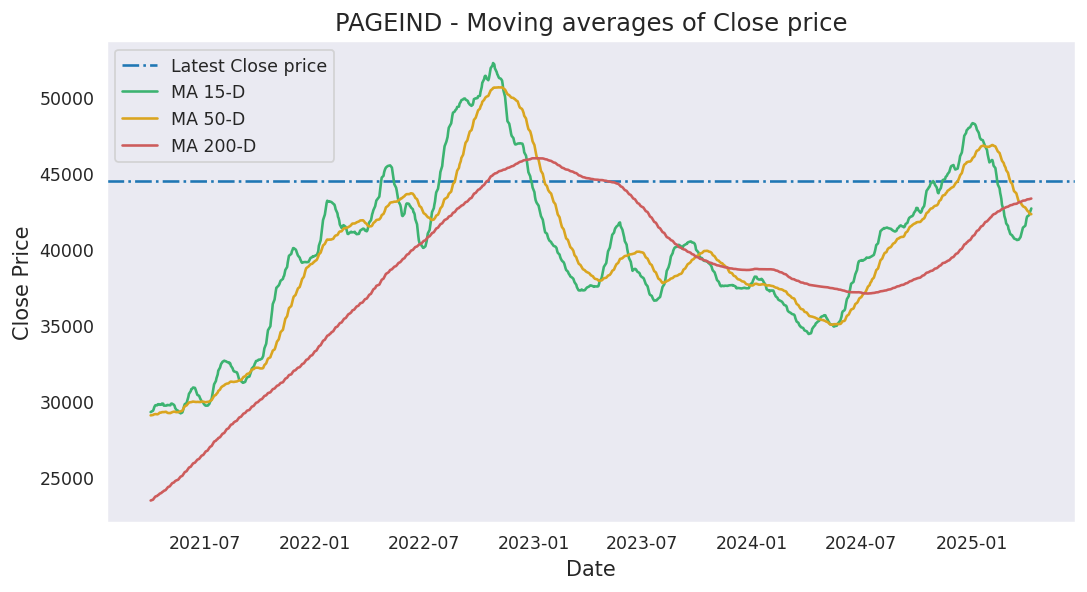 PAGEIND - Moving averages of Close price
Latest Close price
MA 15-D
MA 50-D
MA 200-D
Close Price
50000
45000
40000
35000
30000
25000
2021-07 2022-01 2022-07 2023-01 2023-07 2024-01 2024-07 2025-01
Date